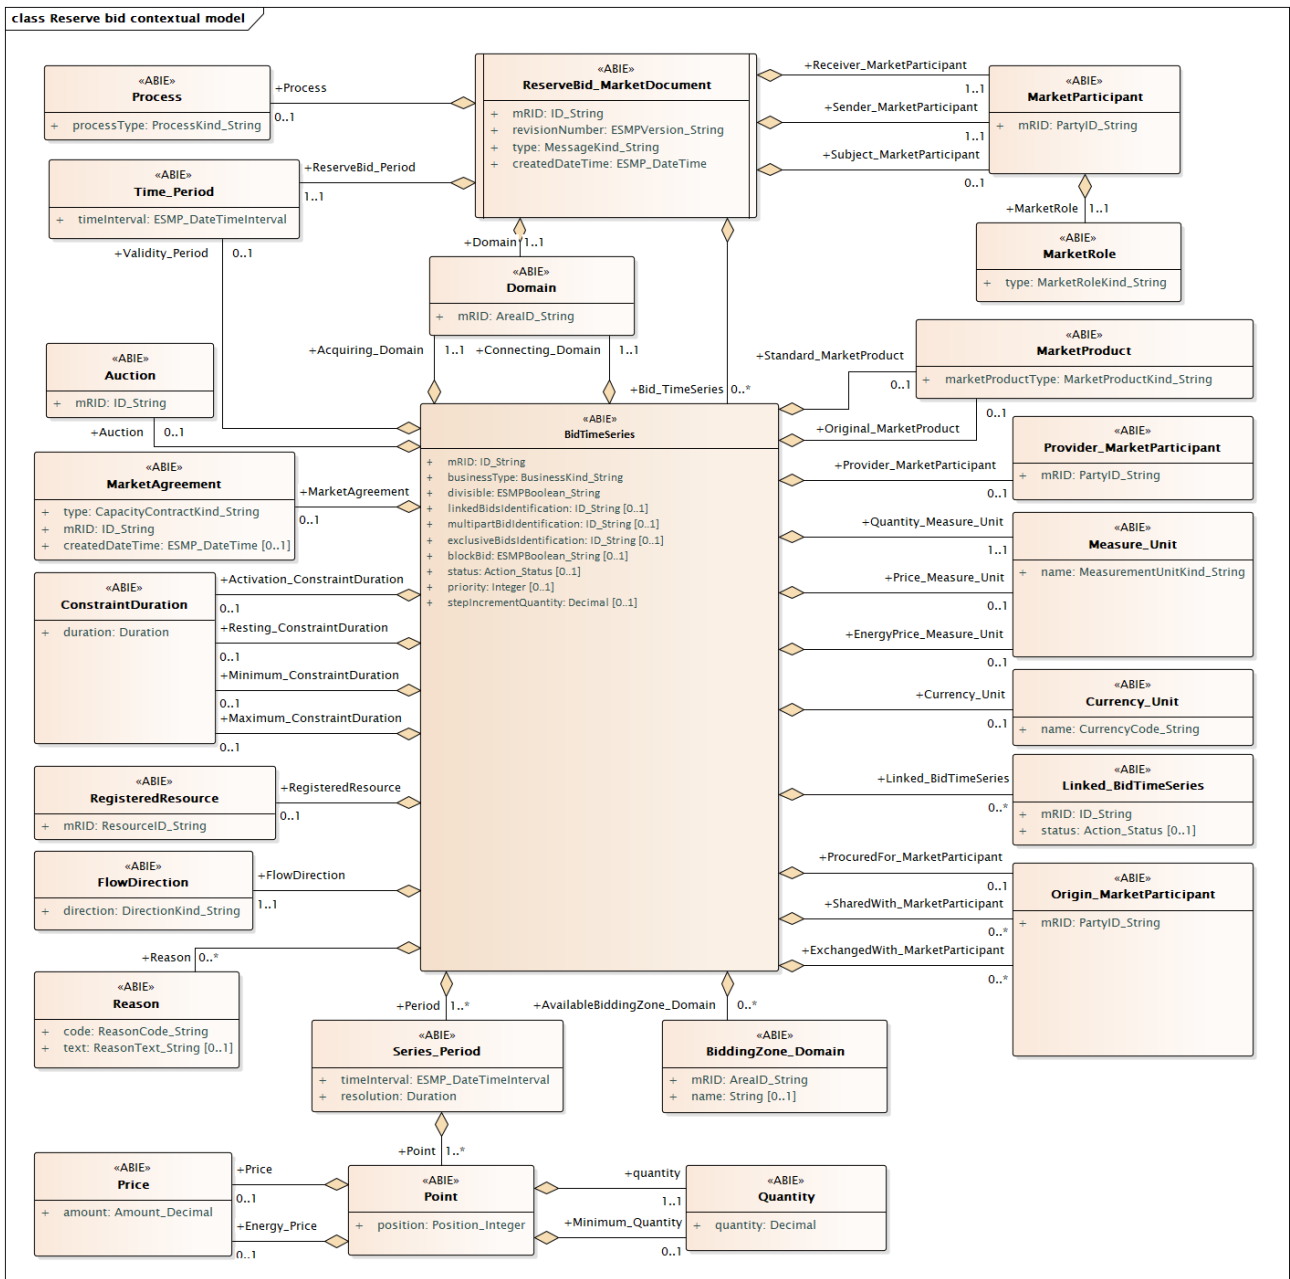 class Reserve bid contextual model
«ABIE»
Process
+ processType: ProcessKind_String
+Process
0..1
«ABIE»
ReserveBid_MarketDocument
+ mRID: ID_String
+ revisionNumber: ESMPVersion_String
+ type: MessageKind_String
+ createdDateTime: ESMP_DateTime
+Receiver_MarketParticipant
1..1
+Sender_MarketParticipant
1..1
+Subject_MarketParticipant
0..1
«ABIE»
MarketParticipant
+ mRID: PartyID_String
«ABIE»
Time_Period
+ timeInterval: ESMP_DateTimeInterval
+ReserveBid_Period
1..1
+Validity_Period
0..1
+MarketRole
1..1
«ABIE»
MarketRole
+ type: MarketRoleKind_String
+Domain
1..1
«ABIE»
Domain
+ mRID: AreaID_String
+Acquiring_Domain
1..1
+Connecting_Domain
1..1
+Bid_TimeSeries
0..*
«ABIE»
Auction
+ mRID: ID_String
+Auction
0..1
+Standard_MarketProduct
0..1
+Original_MarketProduct
0..1
«ABIE»
MarketProduct
+ marketProductType: MarketProductKind_String
«ABIE»
BidTimeSeries
+ mRID: ID_String
+ businessType: BusinessKind_String
+ divisible: ESMPBoolean_String
+ linkedBidsIdentification: ID_String [0..1]
+ multipartBidIdentification: ID_String [0..1]
+ exclusiveBidsIdentification: ID_String [0..1]
+ blockBid: ESMPBoolean_String [0..1]
+ status: Action_Status [0..1]
+ priority: Integer [0..1]
+ stepIncrementQuantity: Decimal [0..1]
«ABIE»
MarketAgreement
+ type: CapacityContractKind_String
+ mRID: ID_String
+ createdDateTime: ESMP_DateTime [0..1]
+MarketAgreement
0..1
+Provider_MarketParticipant
0..1
«ABIE»
Provider_MarketParticipant
+ mRID: PartyID_String
+Quantity_Measure_Unit
1..1
+Price_Measure_Unit
0..1
+EnergyPrice_Measure_Unit
0..1
«ABIE»
Measure_Unit
+ name: MeasurementUnitKind_String
«ABIE»
ConstraintDuration
+ duration: Duration
+Activation_ConstraintDuration
0..1
+Resting_ConstraintDuration
0..1
+Minimum_ConstraintDuration
0..1
+Maximum_ConstraintDuration
0..1
+Currency_Unit
0..1
«ABIE»
Currency_Unit
+ name: CurrencyCode_String
«ABIE»
RegisteredResource
+ mRID: ResourceID_String
+RegisteredResource
0..1
+Linked_BidTimeSeries
0..*
«ABIE»
Linked_BidTimeSeries
+ mRID: ID_String
+ status: Action_Status [0..1]
«ABIE»
FlowDirection
+ direction: DirectionKind_String
+FlowDirection
1..1
+ProcuredFor_MarketParticipant
0..1
+SharedWith_MarketParticipant
0..*
+ExchangedWith_MarketParticipant
0..*
«ABIE»
Origin_MarketParticipant
+ mRID: PartyID_String
+Reason
0..*
«ABIE»
Reason
+ code: ReasonCode_String
+ text: ReasonText_String [0..1]
+Period
1..*
«ABIE»
Series_Period
+ timeInterval: ESMP_DateTimeInterval
+ resolution: Duration
+AvailableBiddingZone_Domain
0..*
«ABIE»
BiddingZone_Domain
+ mRID: AreaID_String
+ name: String [0..1]
+Point
1..*
«ABIE»
Price
+ amount: Amount_Decimal
+Price
0..1
+Energy_Price
0..1
«ABIE»
Point
+ position: Position_Integer
+quantity
1..1
+Minimum_Quantity
0..1
«ABIE»
Quantity
+ quantity: Decimal